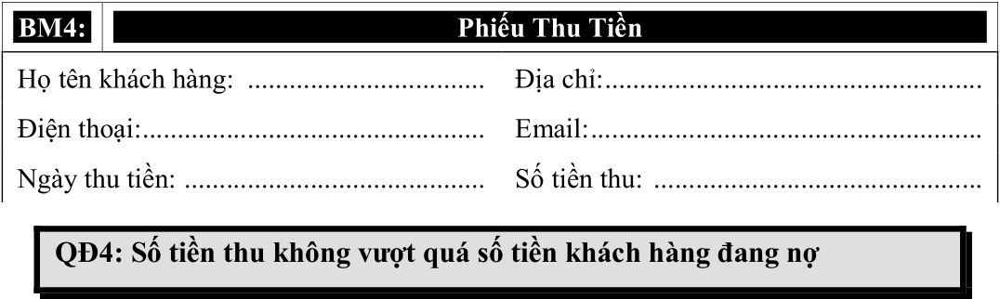 BM4: Phiếu Thu Tiền
Họ tên khách hàng: .................................. Địa chỉ:......................................................
Điện thoại:................................................. Email:........................................................
Ngày thu tiền: ........................................... Số tiền thu: ...............................................
QĐ4: Số tiền thu không vượt quá số tiền khách hàng đang nợ